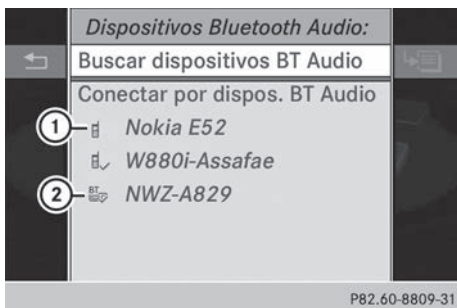 Dispositivos Bluetooth Audio:
Buscar dispositivos BT Audio
Conectar por dispos. BT Audio
1 Nokia E52
W880i-Assafae
2 BT NWZ-A829
P82.60-8809-31